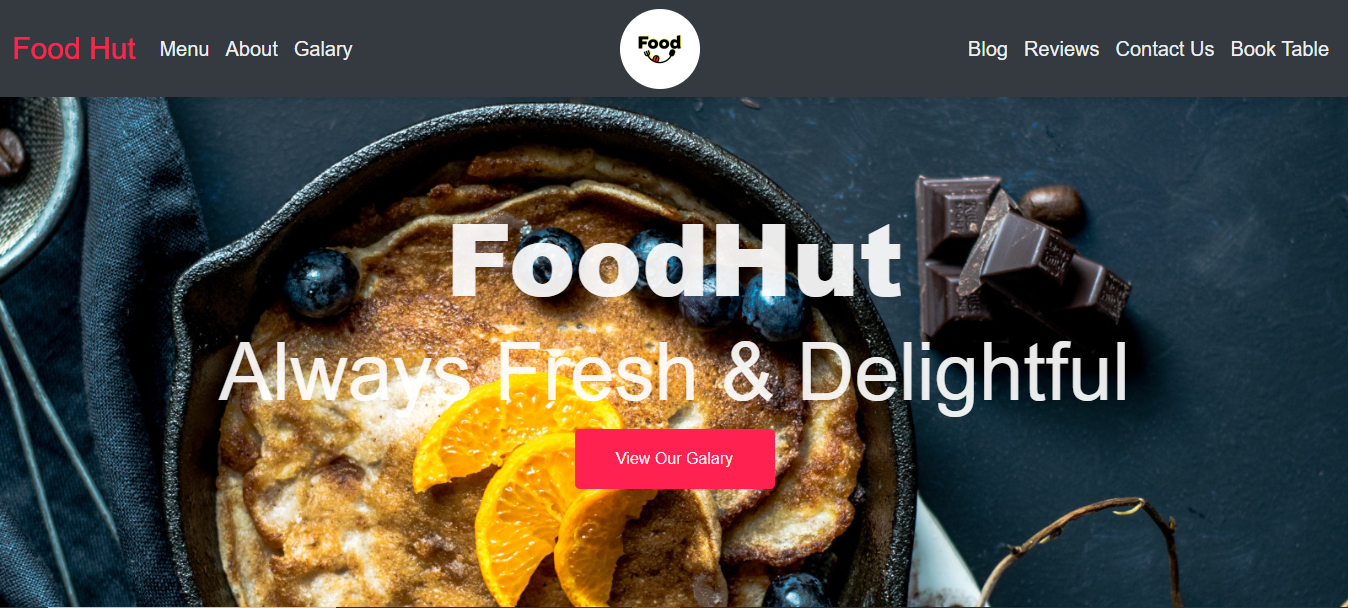 Food Hut Menu About Galary Food Blog Reviews Contact Us Book Table
FoodHut
Always Fresh & Delightful
View Our Galary